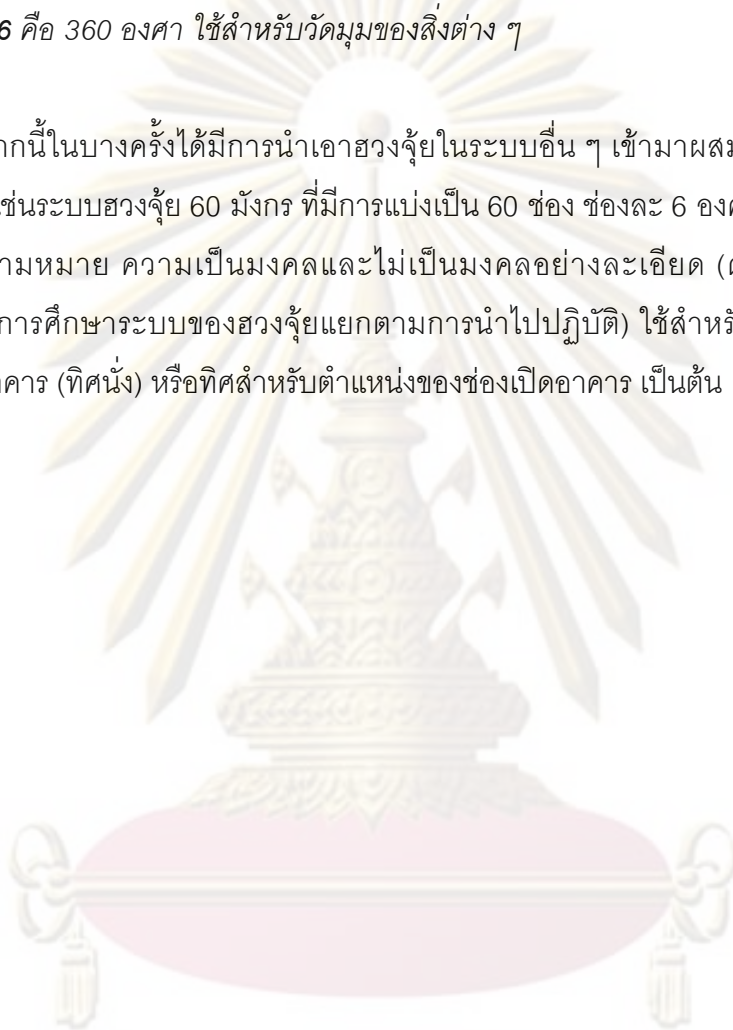 6 คือ 360 องศา ใช้สำหรับวัดมุมของสิ่งต่าง ๆ
ากนี้ในบางครั้งได้มีการนำเอาฮวงจุ้ยในระบบอื่น ๆ เข้ามาผสม
เช่นระบบฮวงจุ้ย 60 มังกร ที่มีการแบ่งเป็น 60 ช่อง ช่องละ 6 องศ
ามหมาย ความเป็นมงคลและไม่เป็นมงคลอย่างละเอียด (ด
การศึกษาระบบของฮวงจุ้ยแยกตามการนำไปปฏิบัติ) ใช้สำหรั
าคาร (ทิศนั่ง) หรือทิศสำหรับตำแหน่งของช่องเปิดอาคาร เป็นต้น